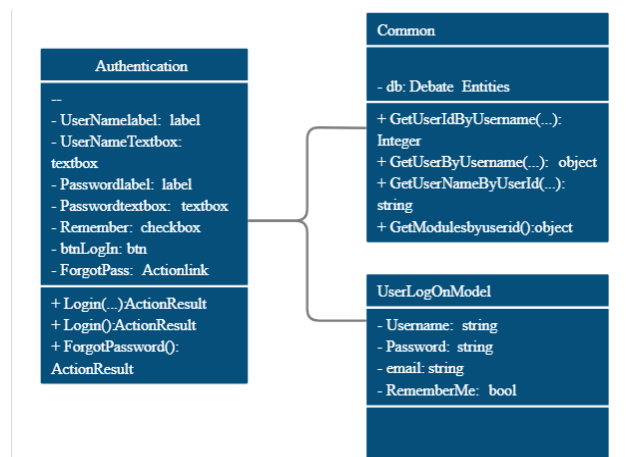 Authentication
--
- UserNamelabel: label
- UserNameTextbox:
textbox
- Passwordlabel: label
- Passwordtextbox: textbox
- Remember: checkbox
- btnLogIn: btn
- ForgotPass: Actionlink
+ Login(...):ActionResult
+ Login():ActionResult
+ ForgotPassword():
ActionResult
Common
- db: Debate Entities
+ GetUserIdByUsername(...):
Integer
+ GetUserByUsername(...): object
+ GetUserNameByUserId(...):
string
+ GetModulesbyuserid():object
UserLogOnModel
- Username: string
- Password: string
- email: string
- RememberMe: bool